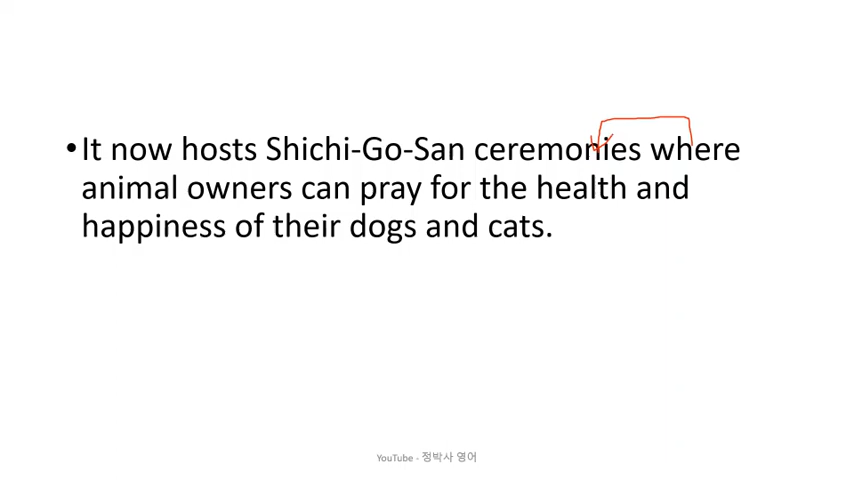 •It now hosts Shichi-Go-San ceremonies where
animal owners can pray for the health and
happiness of their dogs and cats.
YouTube - 정박사 영어